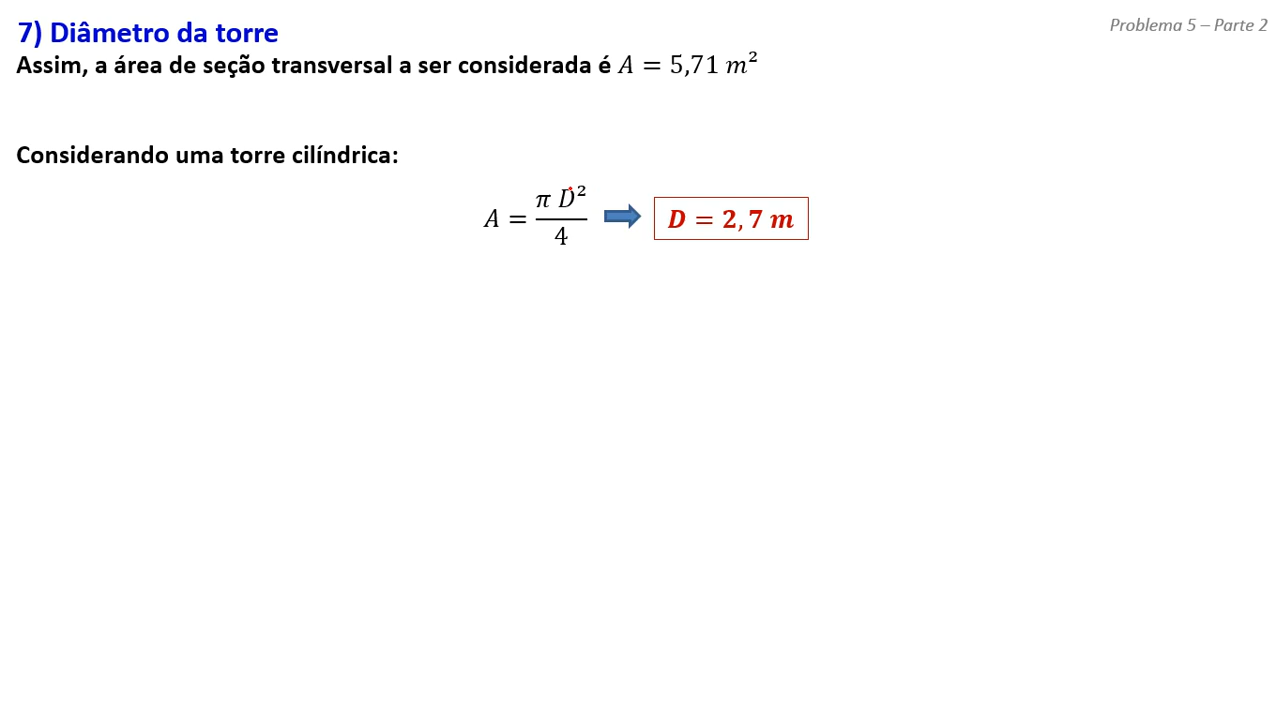 7) Diâmetro da torre
Problema 5 – Parte 2
Assim, a área de seção transversal a ser considerada é A = 5,71 m²
Considerando uma torre cilíndrica:
A = π D² / 4 ➡ D = 2,7 m